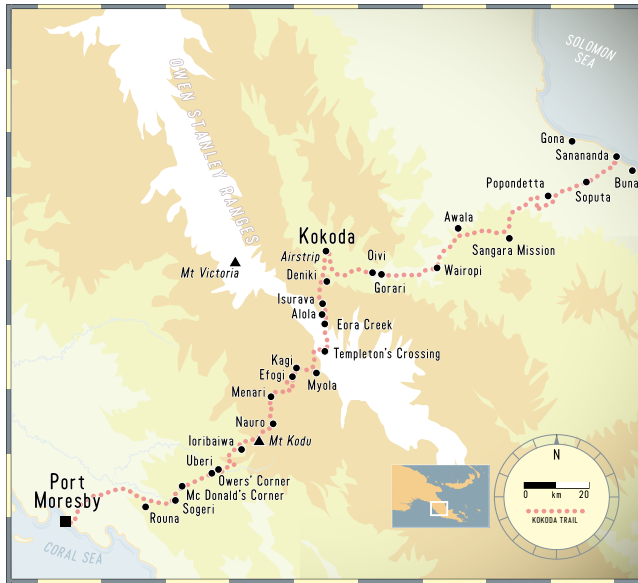 SOLOMON
SEA
OWEN STANLEY RANGES
Gona
Sanananda
Buna
Popondetta
Soputa
Awala
Sangara Mission
Kokoda
Airstrip
Oivi
Mt Victoria
Deniki
Gorari
Wairopi
Isurava
Alola
Eora Creek
Templeton's Crossing
Kagi
Efogi
Myola
Menari
Nauro
Ioribaiwa
Mt Kodu
Uberi
Owers' Corner
Mc Donald's Corner
Sogeri
Rouna
Port
Moresby
CORAL SEA
N
0 km 20
KOKODA TRAIL